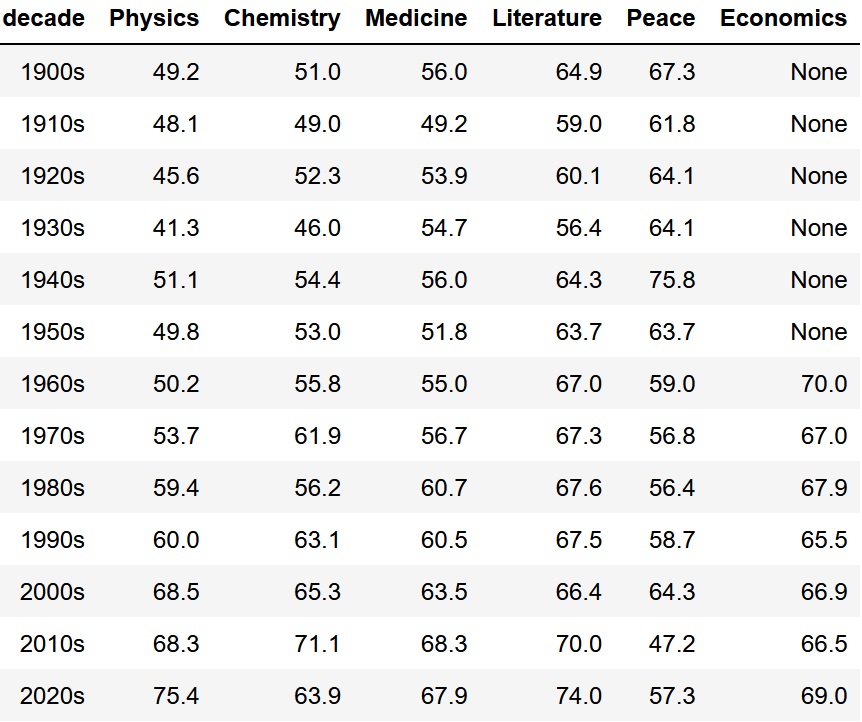 decade Physics Chemistry Medicine Literature Peace Economics
1900s 49.2 51.0 56.0 64.9 67.3 None
1910s 48.1 49.0 49.2 59.0 61.8 None
1920s 45.6 52.3 53.9 60.1 64.1 None
1930s 41.3 46.0 54.7 56.4 64.1 None
1940s 51.1 54.4 56.0 64.3 75.8 None
1950s 49.8 53.0 51.8 63.7 63.7 None
1960s 50.2 55.8 55.0 67.0 59.0 70.0
1970s 53.7 61.9 56.7 67.3 56.8 67.0
1980s 59.4 56.2 60.7 67.6 56.4 67.9
1990s 60.0 63.1 60.5 67.5 58.7 65.5
2000s 68.5 65.3 63.5 66.4 64.3 66.9
2010s 68.3 71.1 68.3 70.0 47.2 66.5
2020s 75.4 63.9 67.9 74.0 57.3 69.0